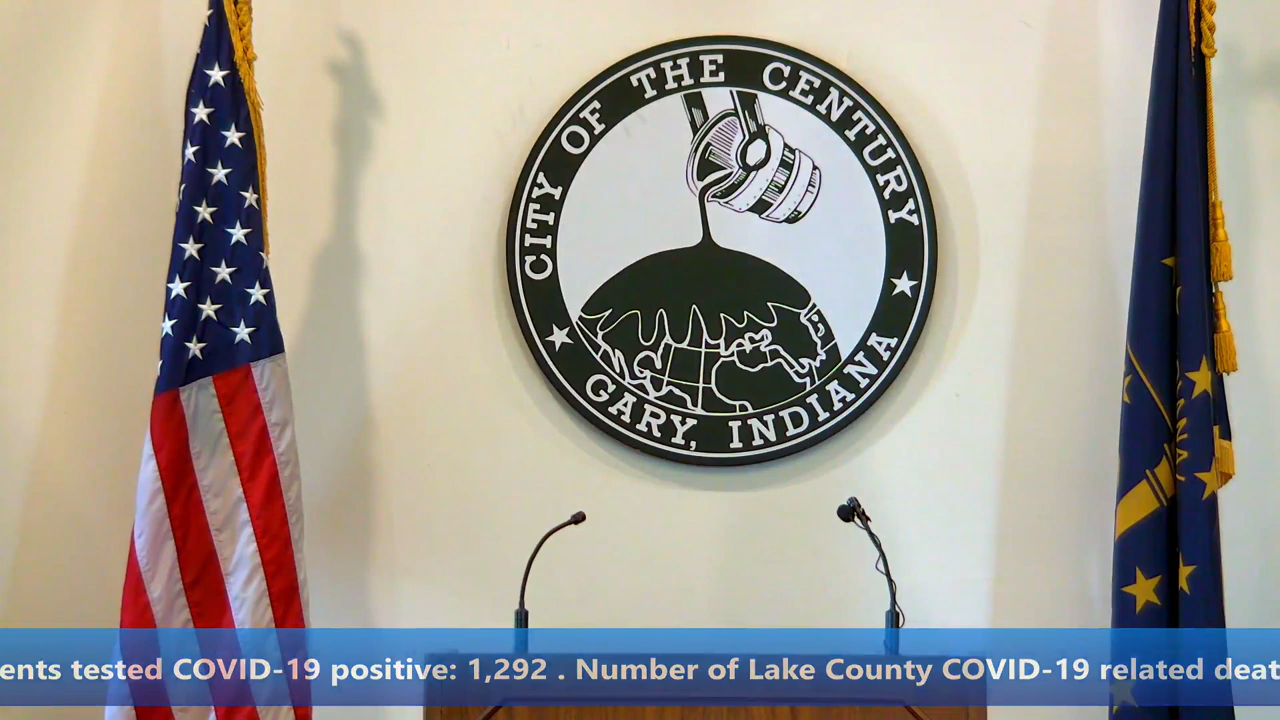 CITY OF THE CENTURY
GARY, INDIANA
ents tested COVID-19 positive: 1,292 . Number of Lake County COVID-19 related deat